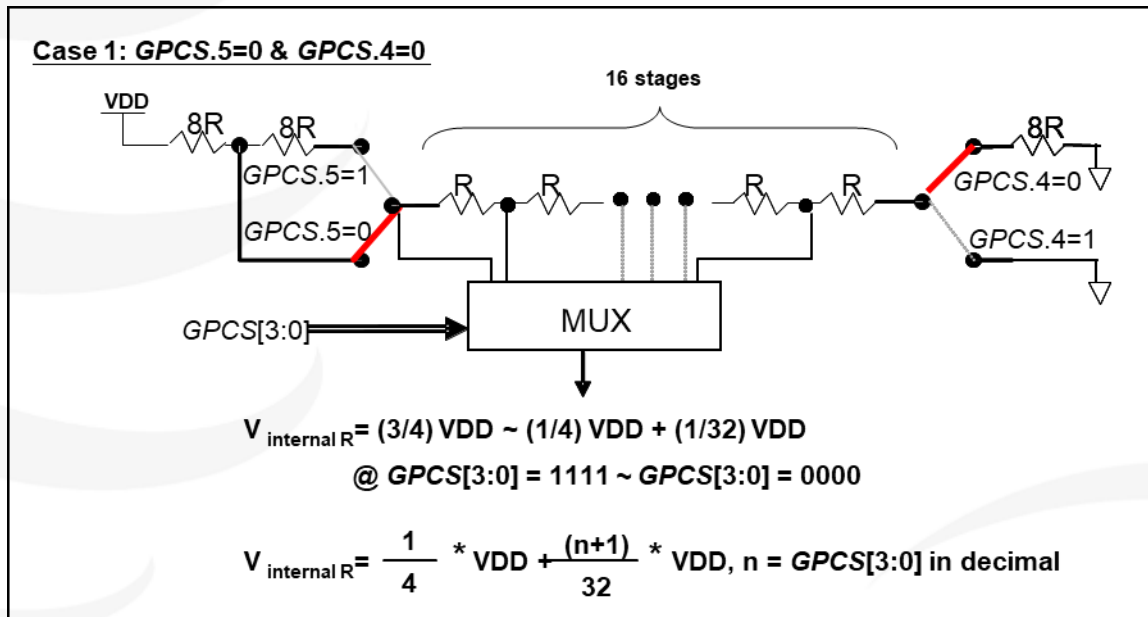 Case 1: GPCS.5=0 & GPCS.4=0
16 stages
VDD
8R 8R 8R
GPCS.5=1 R R R R GPCS.4=0
GPCS.5=0 GPCS.4=1
MUX
GPCS[3:0]
V internal R= (3/4) VDD ~ (1/4) VDD + (1/32) VDD
@ GPCS[3:0] = 1111 ~ GPCS[3:0] = 0000
V internal R= 1/4 * VDD + (n+1)/32 * VDD, n = GPCS[3:0] in decimal